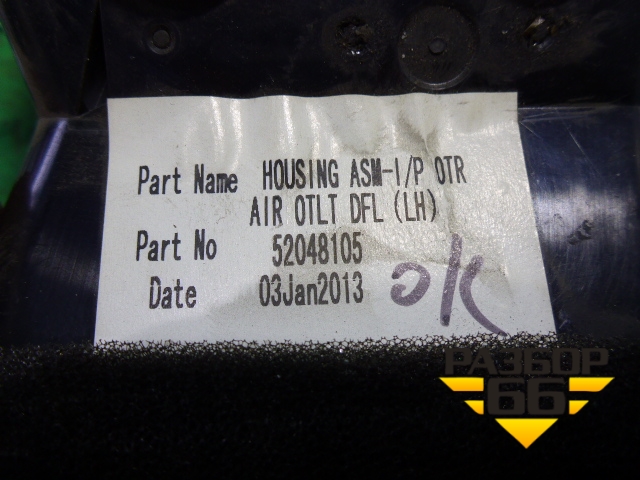 Part Name HOUSING ASM-I/P OTR
AIR OTLT DFL (LH)
Part No 52048105
Date 03Jan2013
OK
РАЗБОР
66